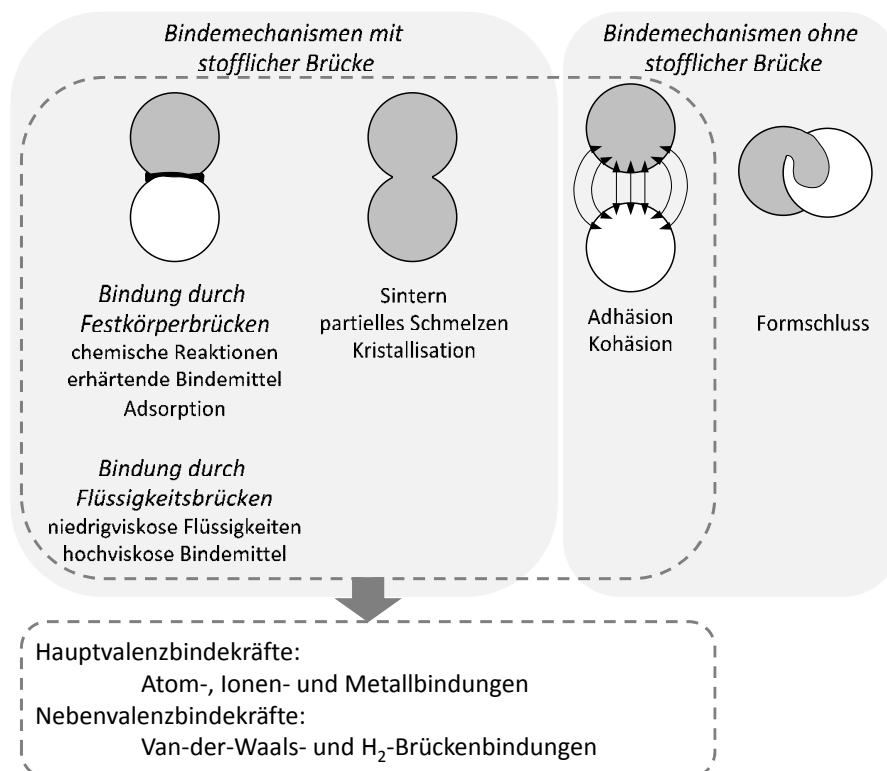 Bindemechanismen mit
stofflicher Brücke
Bindemechanismen ohne
stofflicher Brücke
Bindung durch
Festkörperbrücken
chemische Reaktionen
erhärtende Bindemittel
Adsorption
Bindung durch
Flüssigkeitsbrücken
niedrigviskose Flüssigkeiten
hochviskose Bindemittel
Sintern
partielles Schmelzen
Kristallisation
Adhäsion
Kohäsion
Formschluss
Hauptvalenzbindekräfte:
Atom-, Ionen- und Metallbindungen
Nebenvalenzbindekräfte:
Van-der-Waals- und H₂-Brückenbindungen